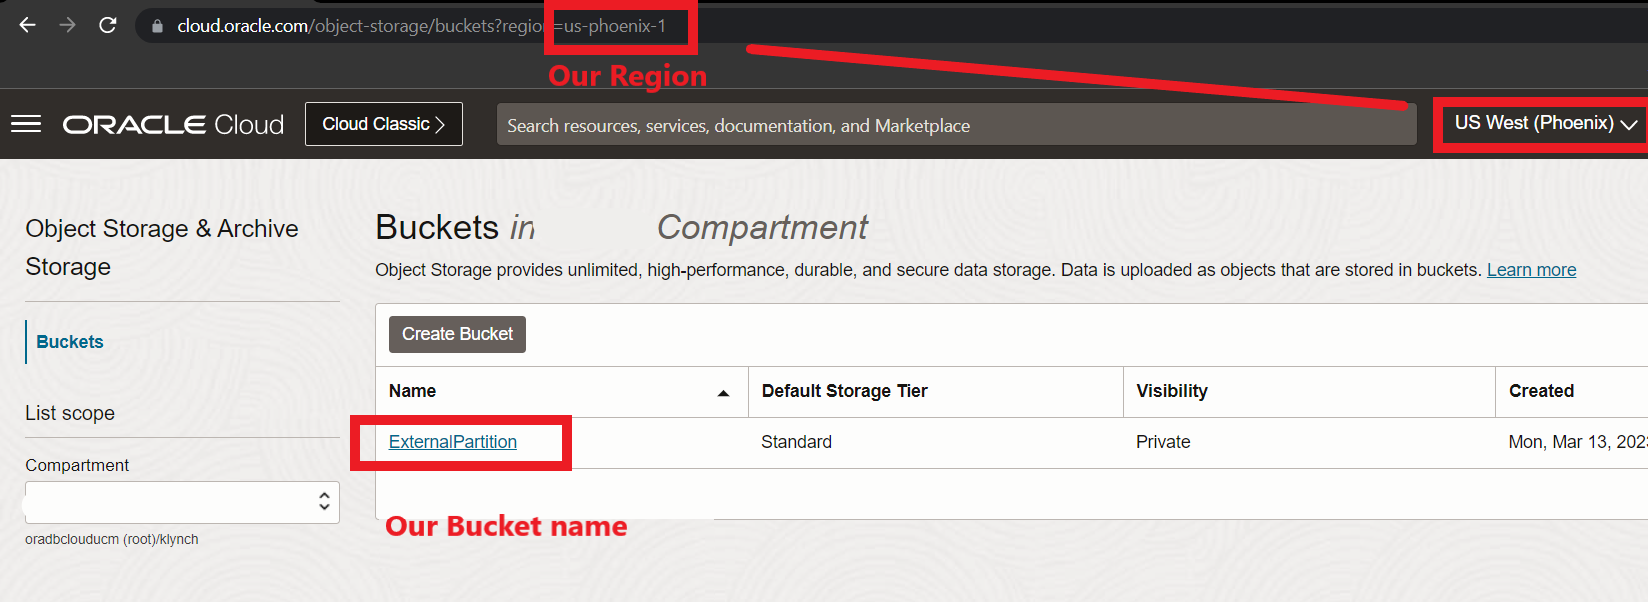 cloud.oracle.com/object-storage/buckets?region=us-phoenix-1
Our Region
ORACLE Cloud
Cloud Classic
Search resources, services, documentation, and Marketplace
US West (Phoenix)
Object Storage & Archive
Storage
Buckets in Compartment
Object Storage provides unlimited, high-performance, durable, and secure data storage. Data is uploaded as objects that are stored in buckets. Learn more
Buckets
Create Bucket
Name Default Storage Tier Visibility Created
List scope
ExternalPartition Standard Private Mon, Mar 13, 2023
Compartment
Our Bucket name
oradbclouducm (root)/klynch